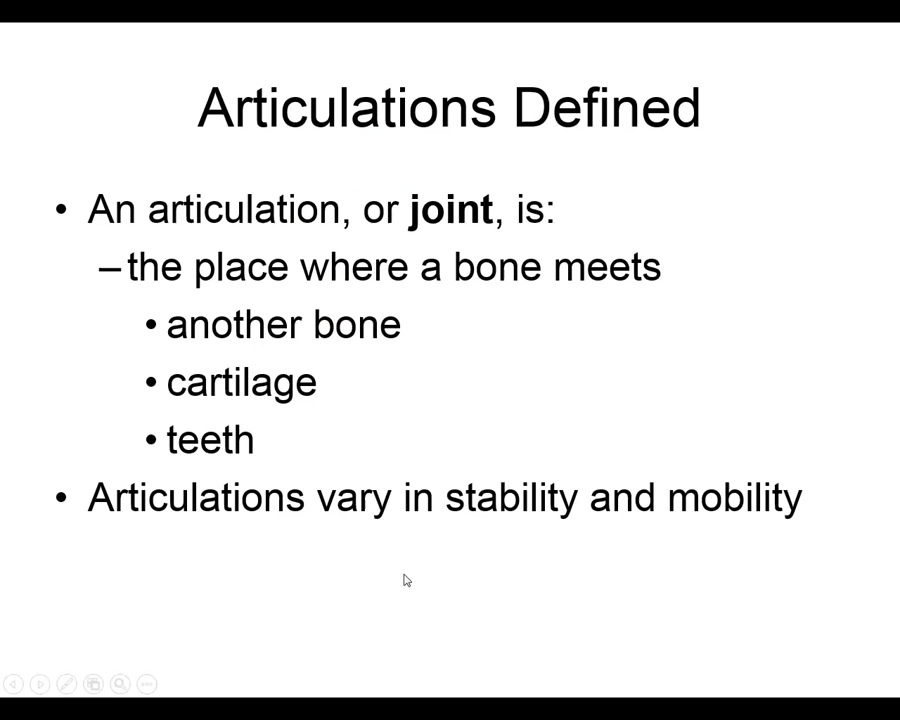 Articulations Defined
• An articulation, or joint, is:
– the place where a bone meets
• another bone
• cartilage
• teeth
• Articulations vary in stability and mobility